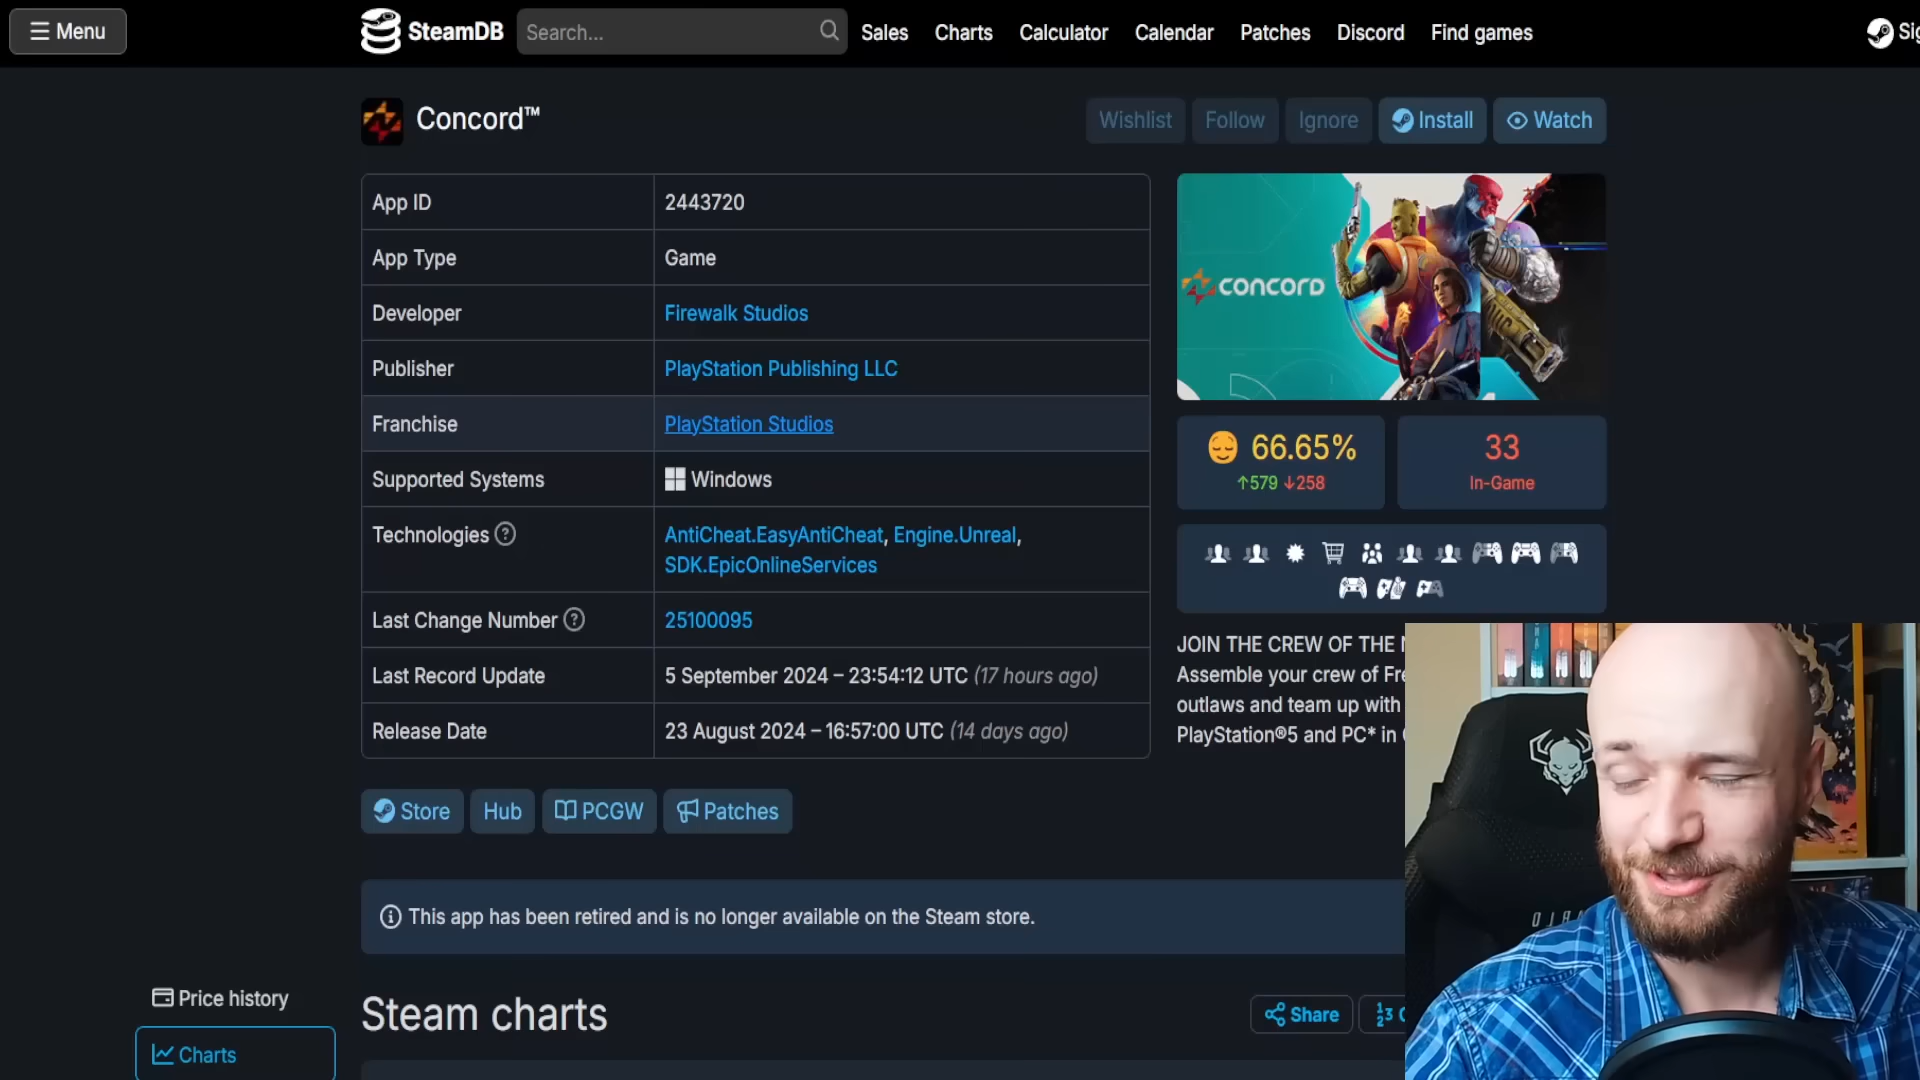 Menu
SteamDB
Search...
Sales
Charts
Calculator
Calendar
Patches
Discord
Find games
Concord™
Wishlist
Follow
Ignore
Install
Watch
App ID 2443720
App Type Game
Developer Firewalk Studios
Publisher PlayStation Publishing LLC
Franchise PlayStation Studios
Supported Systems Windows
Technologies AntiCheat.EasyAntiCheat, Engine.Unreal,
SDK.EpicOnlineServices
Last Change Number 25100095
Last Record Update 5 September 2024 – 23:54:12 UTC (17 hours ago)
Release Date 23 August 2024 – 16:57:00 UTC (14 days ago)
CONCORD
66.65%
↑579 ↓258
33
In-Game
JOIN THE CREW OF THE
Assemble your crew of
outlaws and team up with
PlayStation®5 and PC* in
Store
Hub
PCGW
Patches
This app has been retired and is no longer available on the Steam store.
Price history
Charts
Steam charts
Share